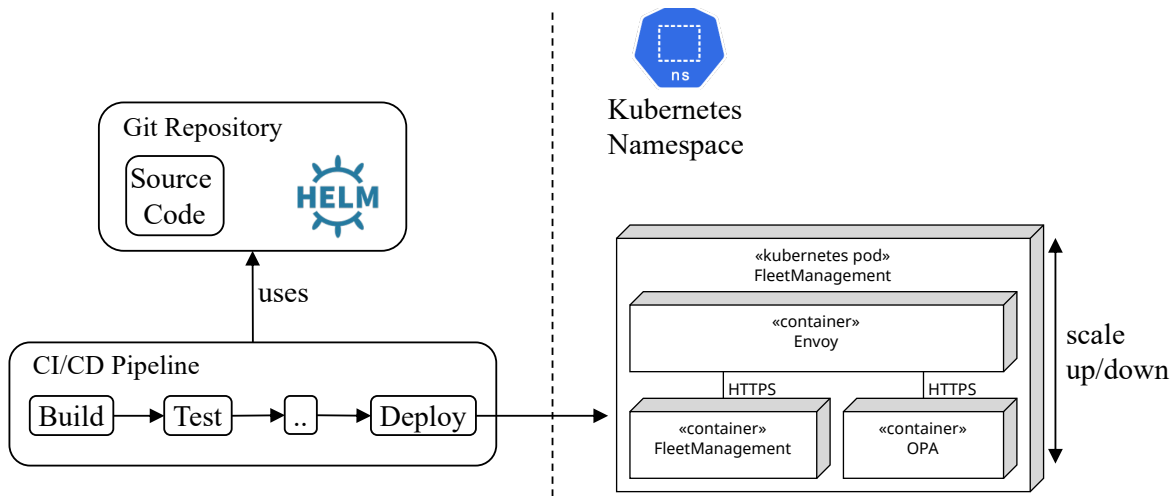 Git Repository
Source
Code
HELM
uses
CI/CD Pipeline
Build
Test
..
Deploy
ns
Kubernetes
Namespace
«kubernetes pod»
FleetManagement
«container»
Envoy
HTTPS
HTTPS
«container»
FleetManagement
«container»
OPA
scale
up/down